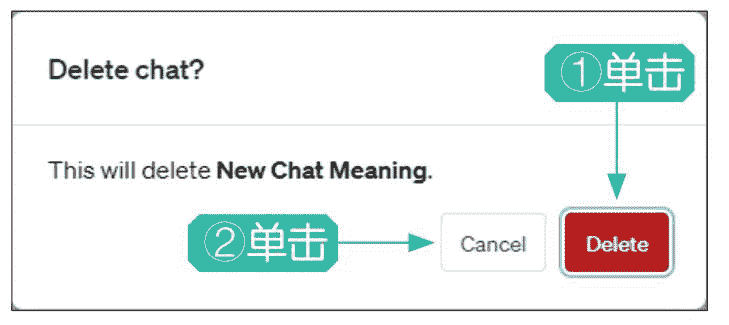 Delete chat?
①单击
This will delete New Chat Meaning.
②单击
Cancel
Delete